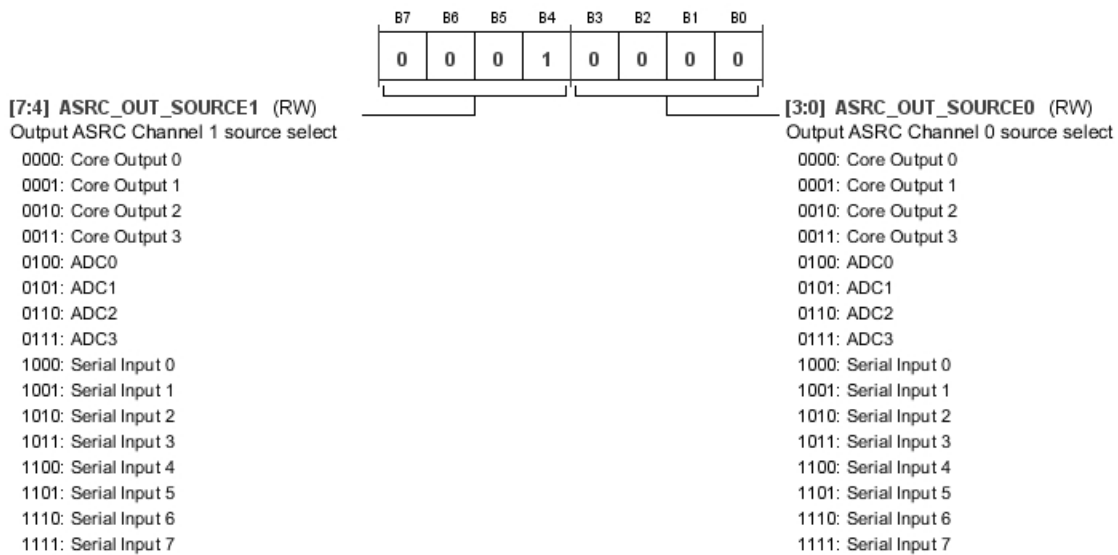 B7 B6 B5 B4 B3 B2 B1 B0
0 0 0 1 0 0 0 0
[7:4] ASRC_OUT_SOURCE1 (RW)
Output ASRC Channel 1 source select
0000: Core Output 0
0001: Core Output 1
0010: Core Output 2
0011: Core Output 3
0100: ADC0
0101: ADC1
0110: ADC2
0111: ADC3
1000: Serial Input 0
1001: Serial Input 1
1010: Serial Input 2
1011: Serial Input 3
1100: Serial Input 4
1101: Serial Input 5
1110: Serial Input 6
1111: Serial Input 7
[3:0] ASRC_OUT_SOURCE0 (RW)
Output ASRC Channel 0 source select
0000: Core Output 0
0001: Core Output 1
0010: Core Output 2
0011: Core Output 3
0100: ADC0
0101: ADC1
0110: ADC2
0111: ADC3
1000: Serial Input 0
1001: Serial Input 1
1010: Serial Input 2
1011: Serial Input 3
1100: Serial Input 4
1101: Serial Input 5
1110: Serial Input 6
1111: Serial Input 7